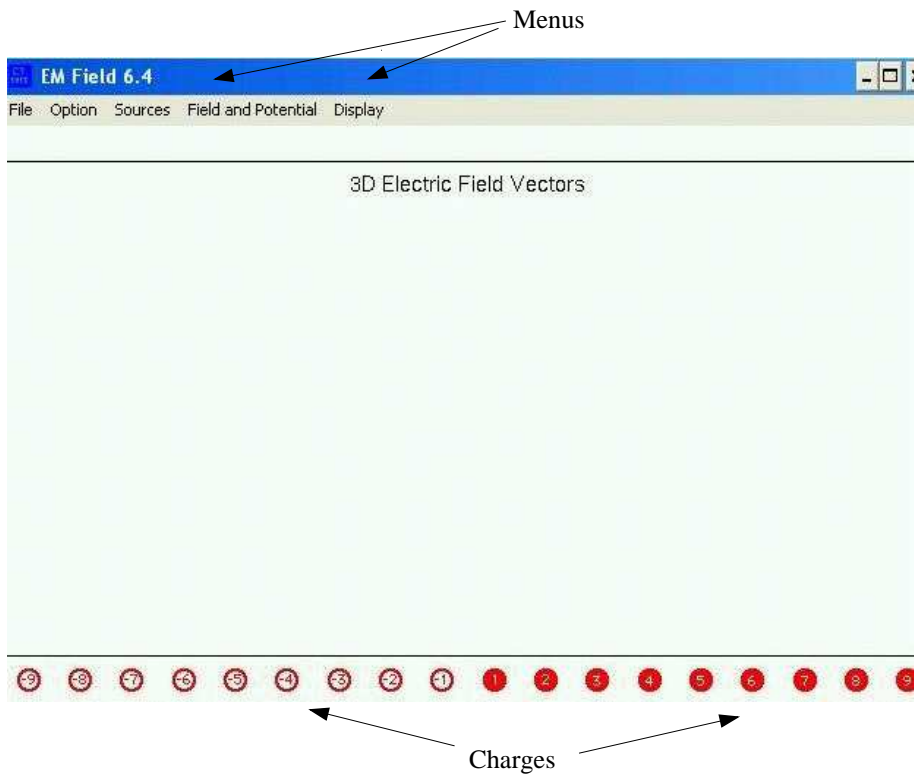 Menus
EM Field 6.4
File Option Sources Field and Potential Display
3D Electric Field Vectors
-9 -8 -7 -6 -5 -4 -3 -2 -1 1 2 3 4 5 6 7 8 9
Charges